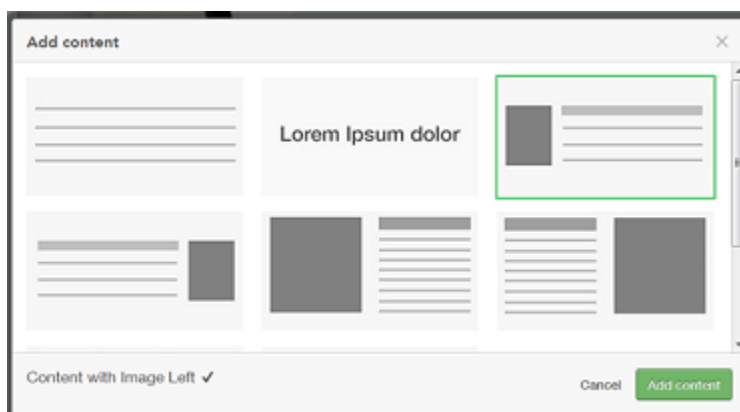 Add content
Lorem Ipsum dolor
Content with Image Left ✓
Cancel
Add content